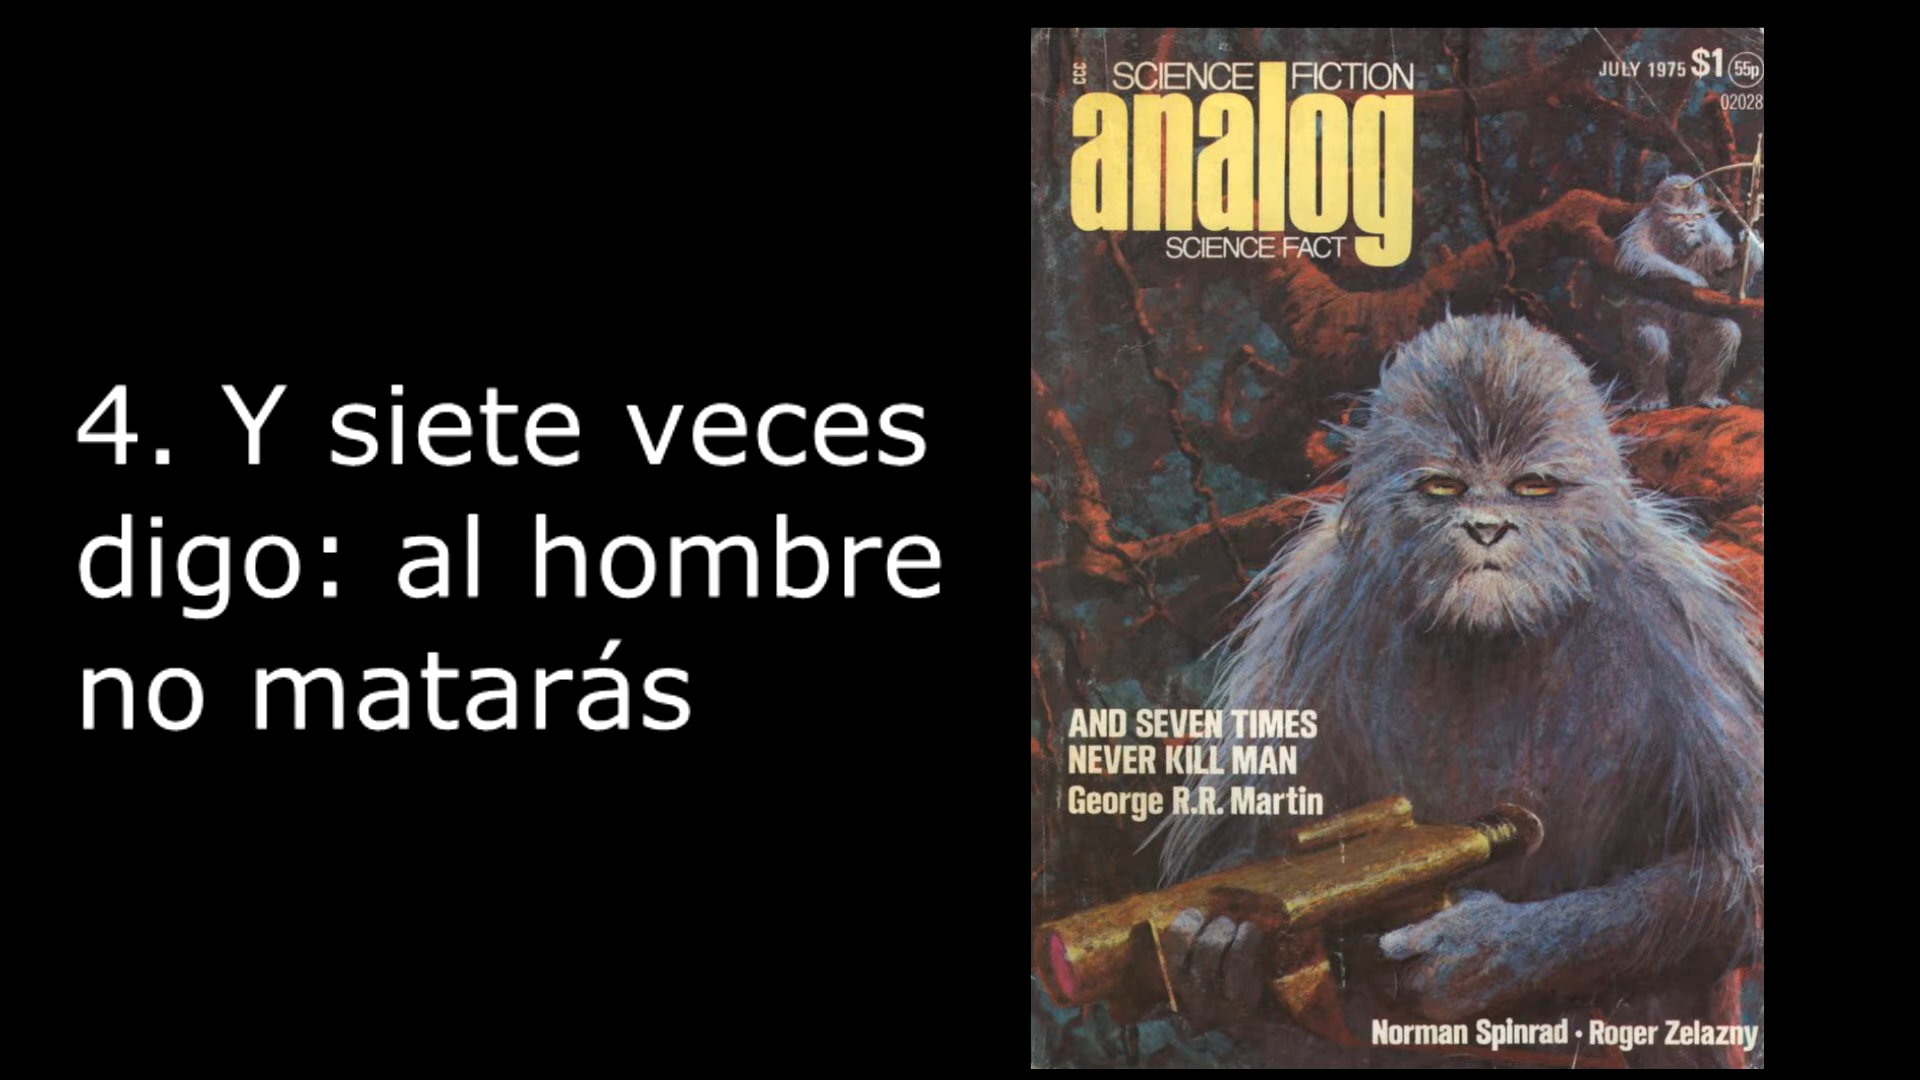 4. Y siete veces
digo: al hombre
no matarás
CCC
SCIENCE FICTION
analog
SCIENCE FACT
JULY 1975 $1 55p
02028
AND SEVEN TIMES
NEVER KILL MAN
George R.R. Martin
Norman Spinrad • Roger Zelazny